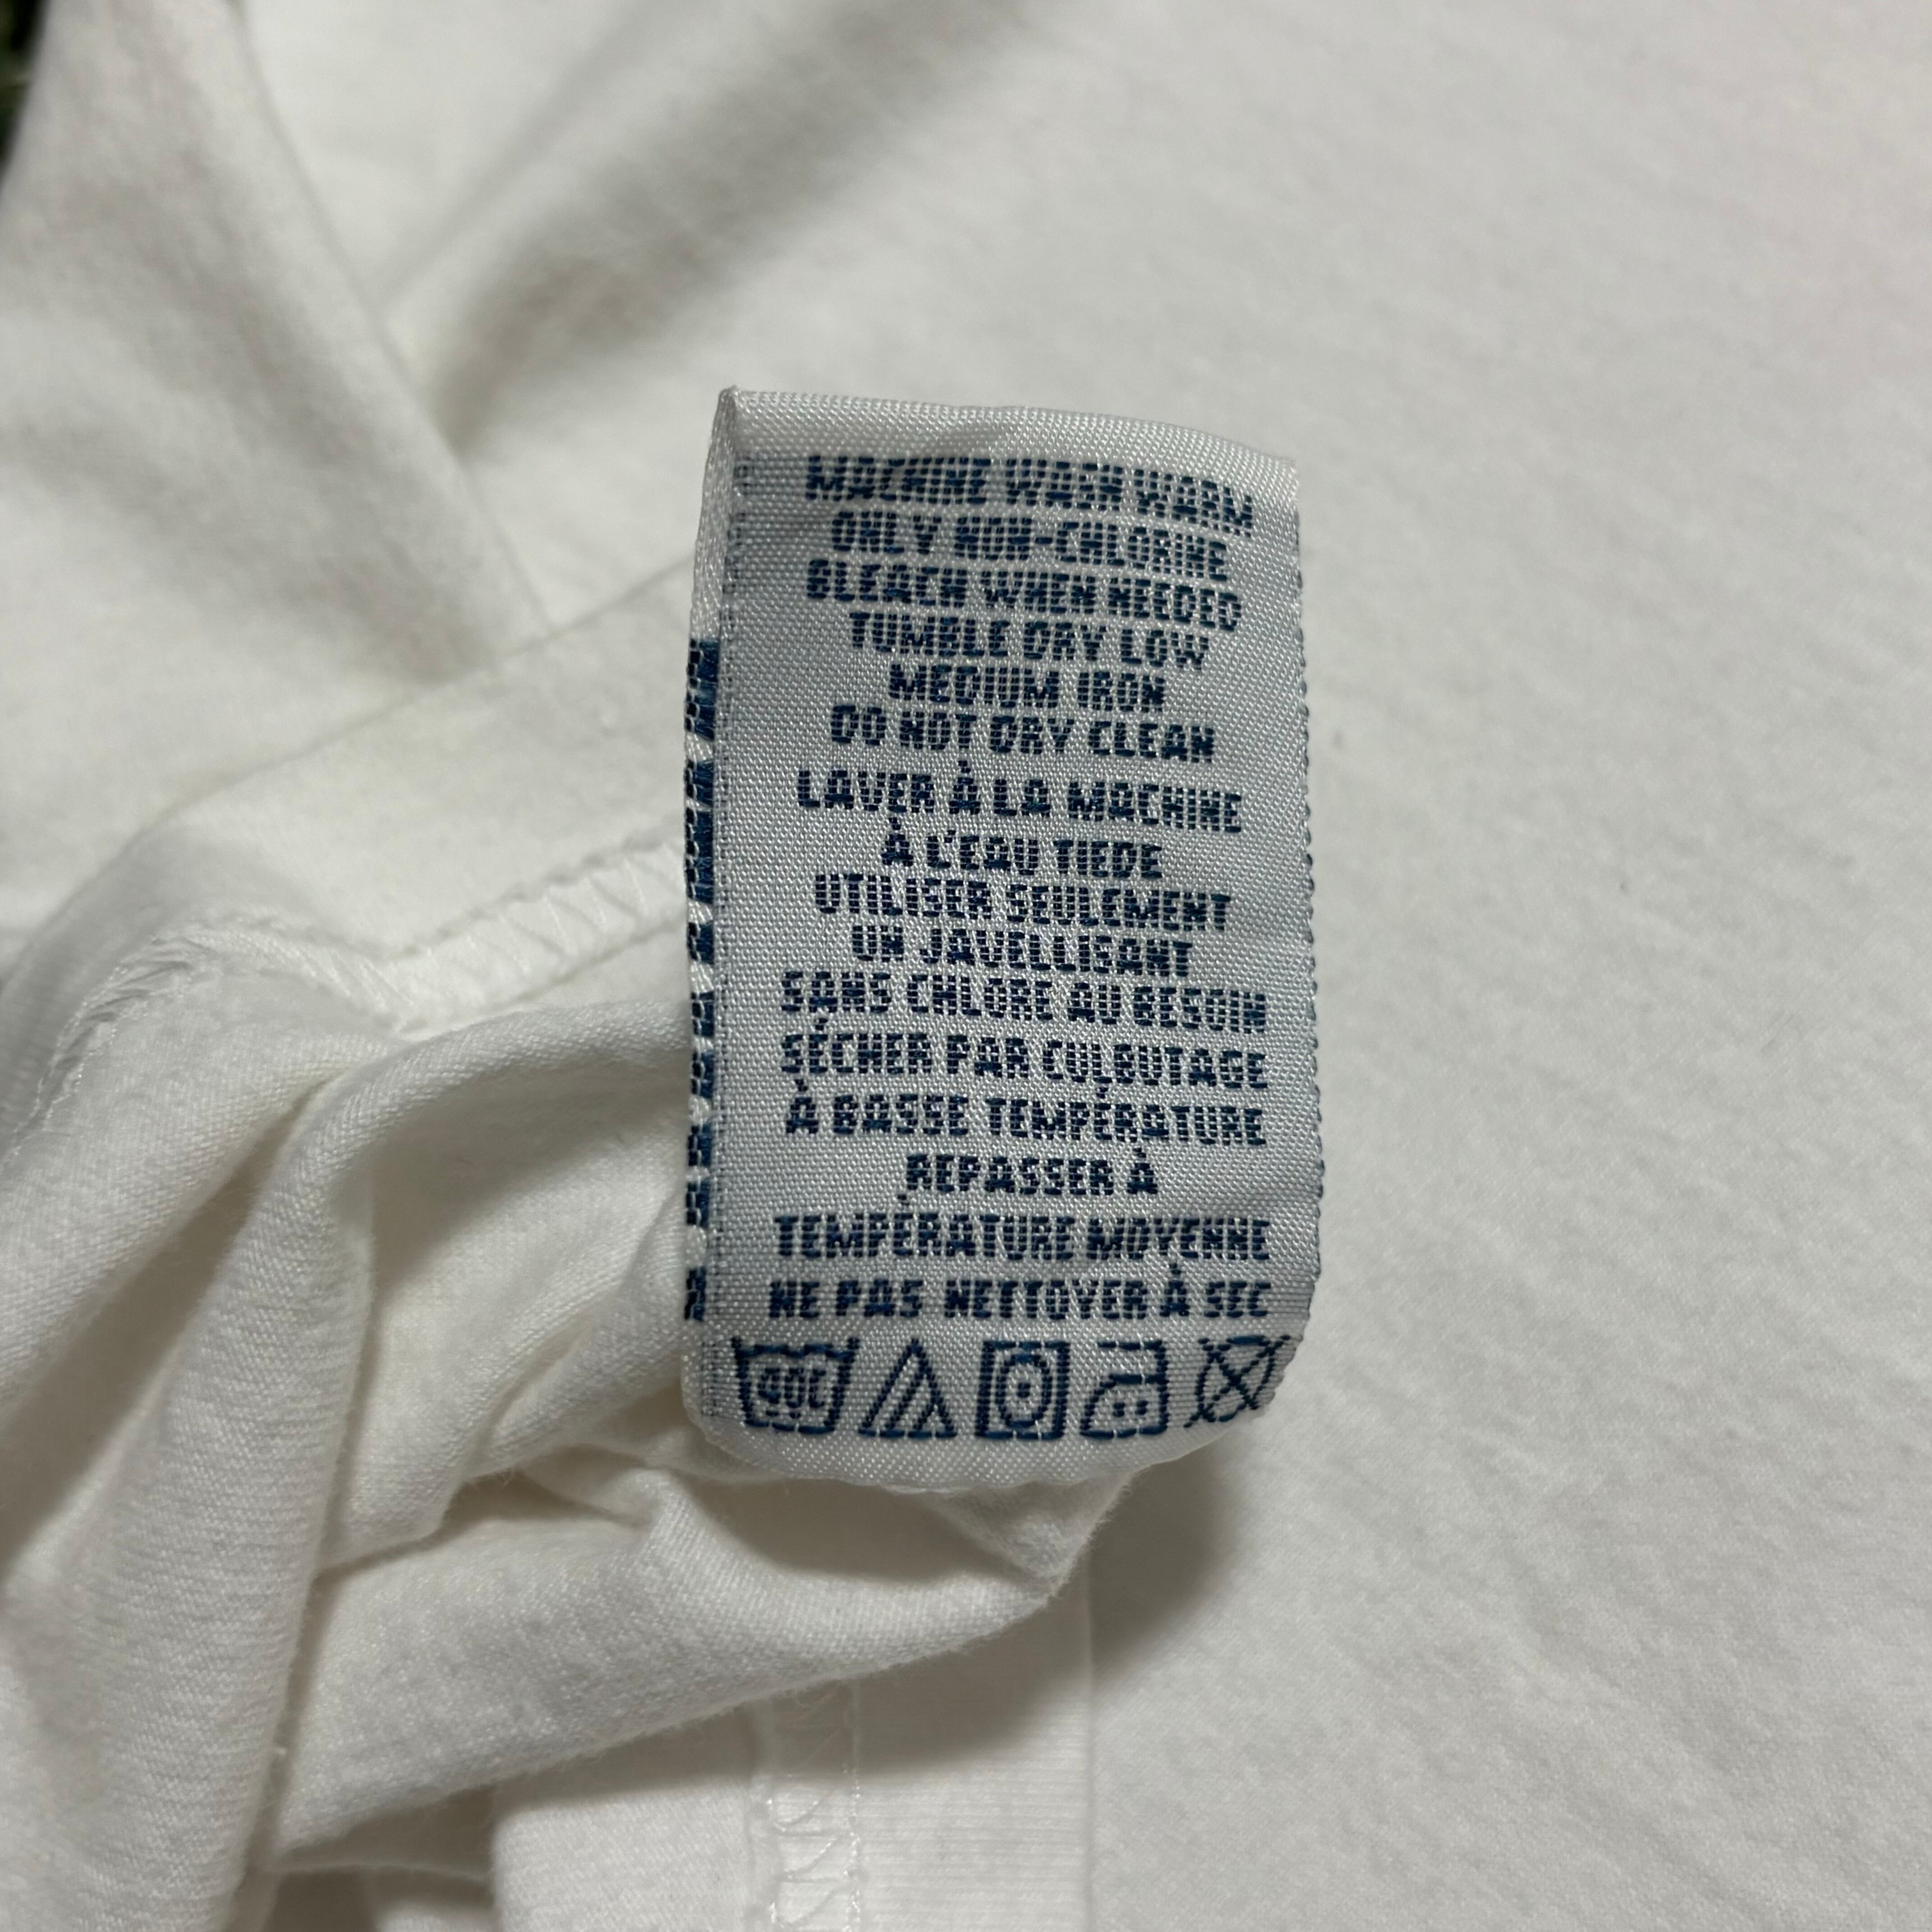 MACHINE WASH WARM
ONLY NON-CHLORINE
BLEACH WHEN NEEDED
TUMBLE DRY LOW
MEDIUM IRON
DO NOT DRY CLEAN
LAVER À LA MACHINE
À L'EAU TIEDE
UTILISER SEULEMENT
UN JAVELLISANT
SANS CHLORE AU BESOIN
SÉCHER PAR CULBUTAGE
À BASSE TEMPÉRATURE
REPASSER À
TEMPÉRATURE MOYENNE
NE PAS NETTOYER À SEC
40C